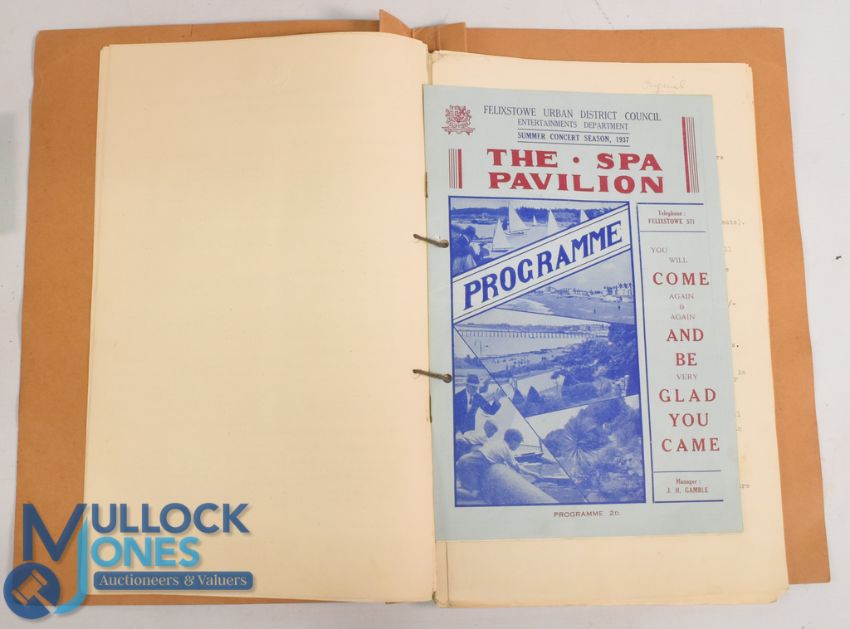 Original
FELIXSTOWE URBAN DISTRICT COUNCIL
ENTERTAINMENTS DEPARTMENT
SUMMER CONCERT SEASON, 1937
THE · SPA
PAVILION
PROGRAMME
Telephone :
FELIXSTOWE 571
YOU
WILL
COME
AGAIN
&
AGAIN
AND
BE
VERY
GLAD
YOU
CAME
Manager :
J. H. GAMBLE
PROGRAMME 2D.
MULLOCK
JONES
Auctioneers & Valuers